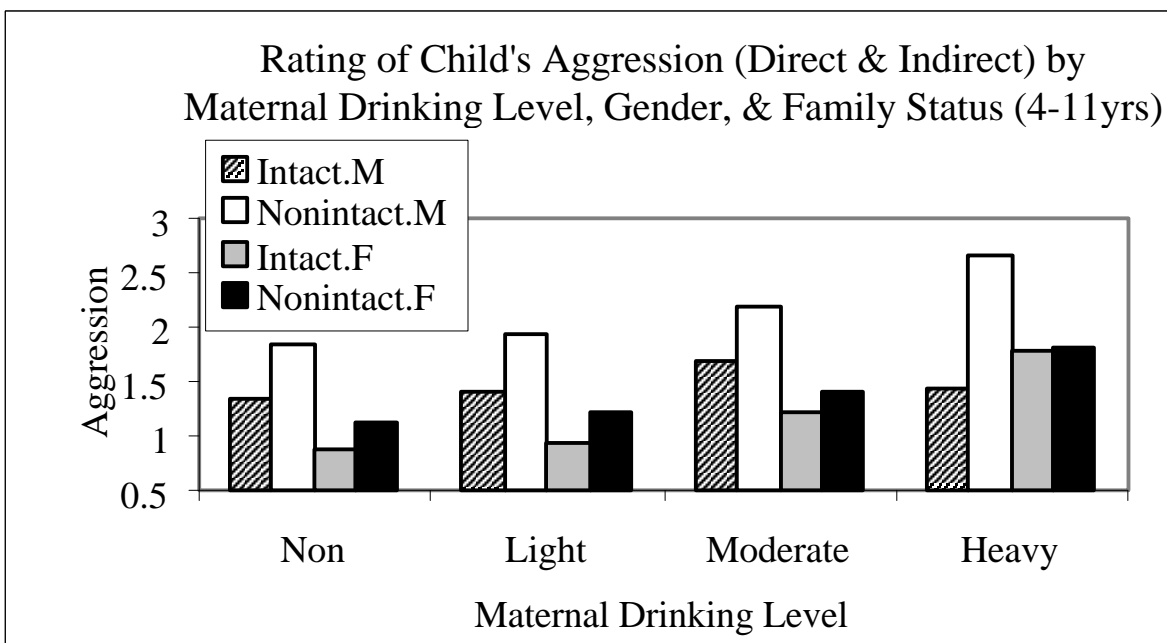 Rating of Child's Aggression (Direct & Indirect) by
Maternal Drinking Level, Gender, & Family Status (4-11yrs)
Intact.M
Nonintact.M
Intact.F
Nonintact.F
3
2.5
2
1.5
1
0.5
Aggression
Non
Light
Moderate
Heavy
Maternal Drinking Level